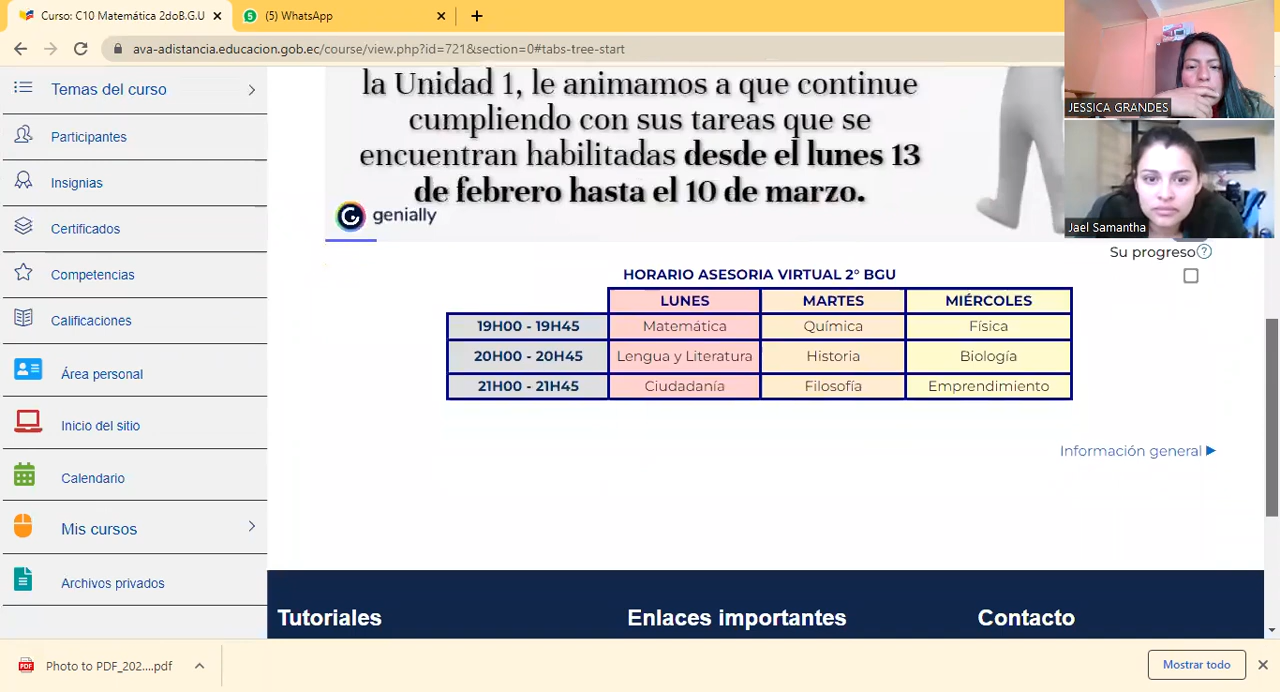 Curso: C10 Matemática 2doB.G.U
(5) WhatsApp
ava-adistancia.educacion.gob.ec/course/view.php?id=721&section=0#tabs-tree-start
Temas del curso
Participantes
Insignias
Certificados
Competencias
Calificaciones
Área personal
Inicio del sitio
Calendario
Mis cursos
Archivos privados
la Unidad 1, le animamos a que continue
cumpliendo con sus tareas que se
encuentran habilitadas desde el lunes 13
de febrero hasta el 10 de marzo.
genially
JESSICA GRANDES
Jael Samantha
Su progreso
HORARIO ASESORIA VIRTUAL 2° BGU
LUNES MARTES MIÉRCOLES
19H00 - 19H45 Matemática Química Física
20H00 - 20H45 Lengua y Literatura Historia Biología
21H00 - 21H45 Ciudadanía Filosofía Emprendimiento
Información general
Tutoriales Enlaces importantes Contacto
Photo to PDF_202....pdf
Mostrar todo